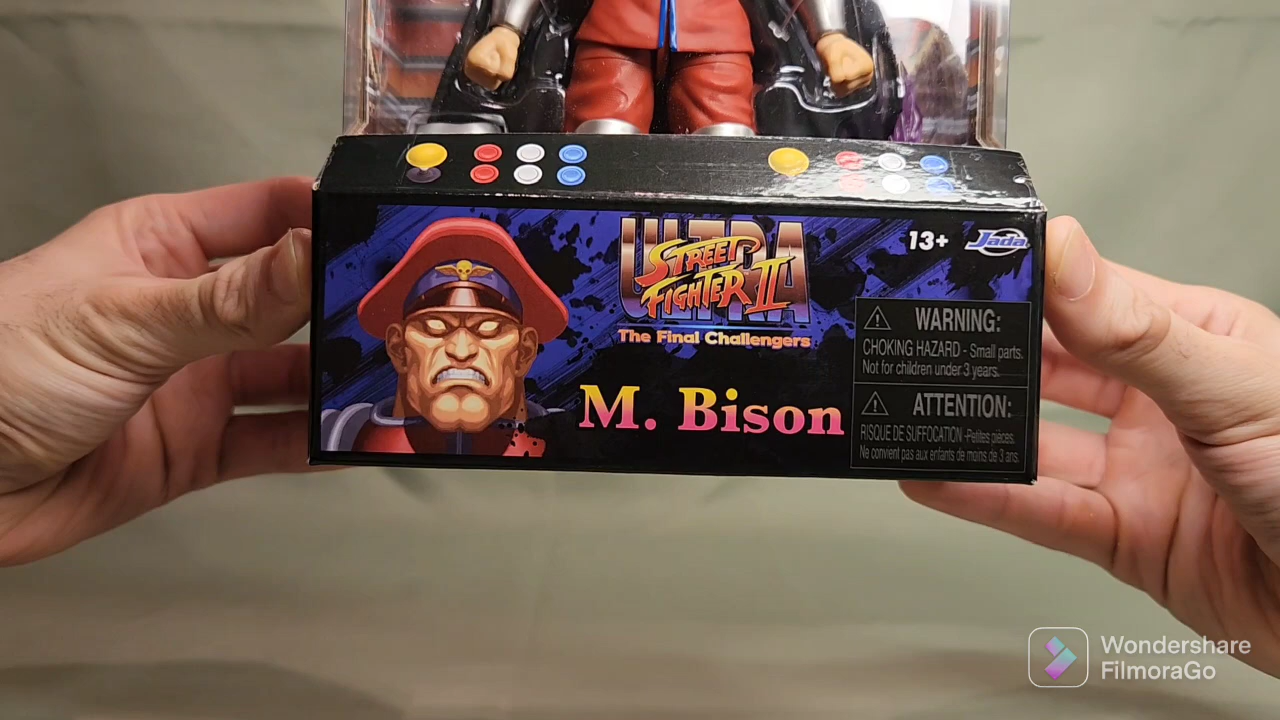 ULTRA
STREET
FIGHTER II
The Final Challengers
M. Bison
13+
Jada
WARNING:
CHOKING HAZARD - Small parts.
Not for children under 3 years.
ATTENTION:
RISQUE DE SUFFOCATION -Petites pièces.
Ne convient pas aux enfants de moins de 3 ans.
Wondershare
FilmoraGo